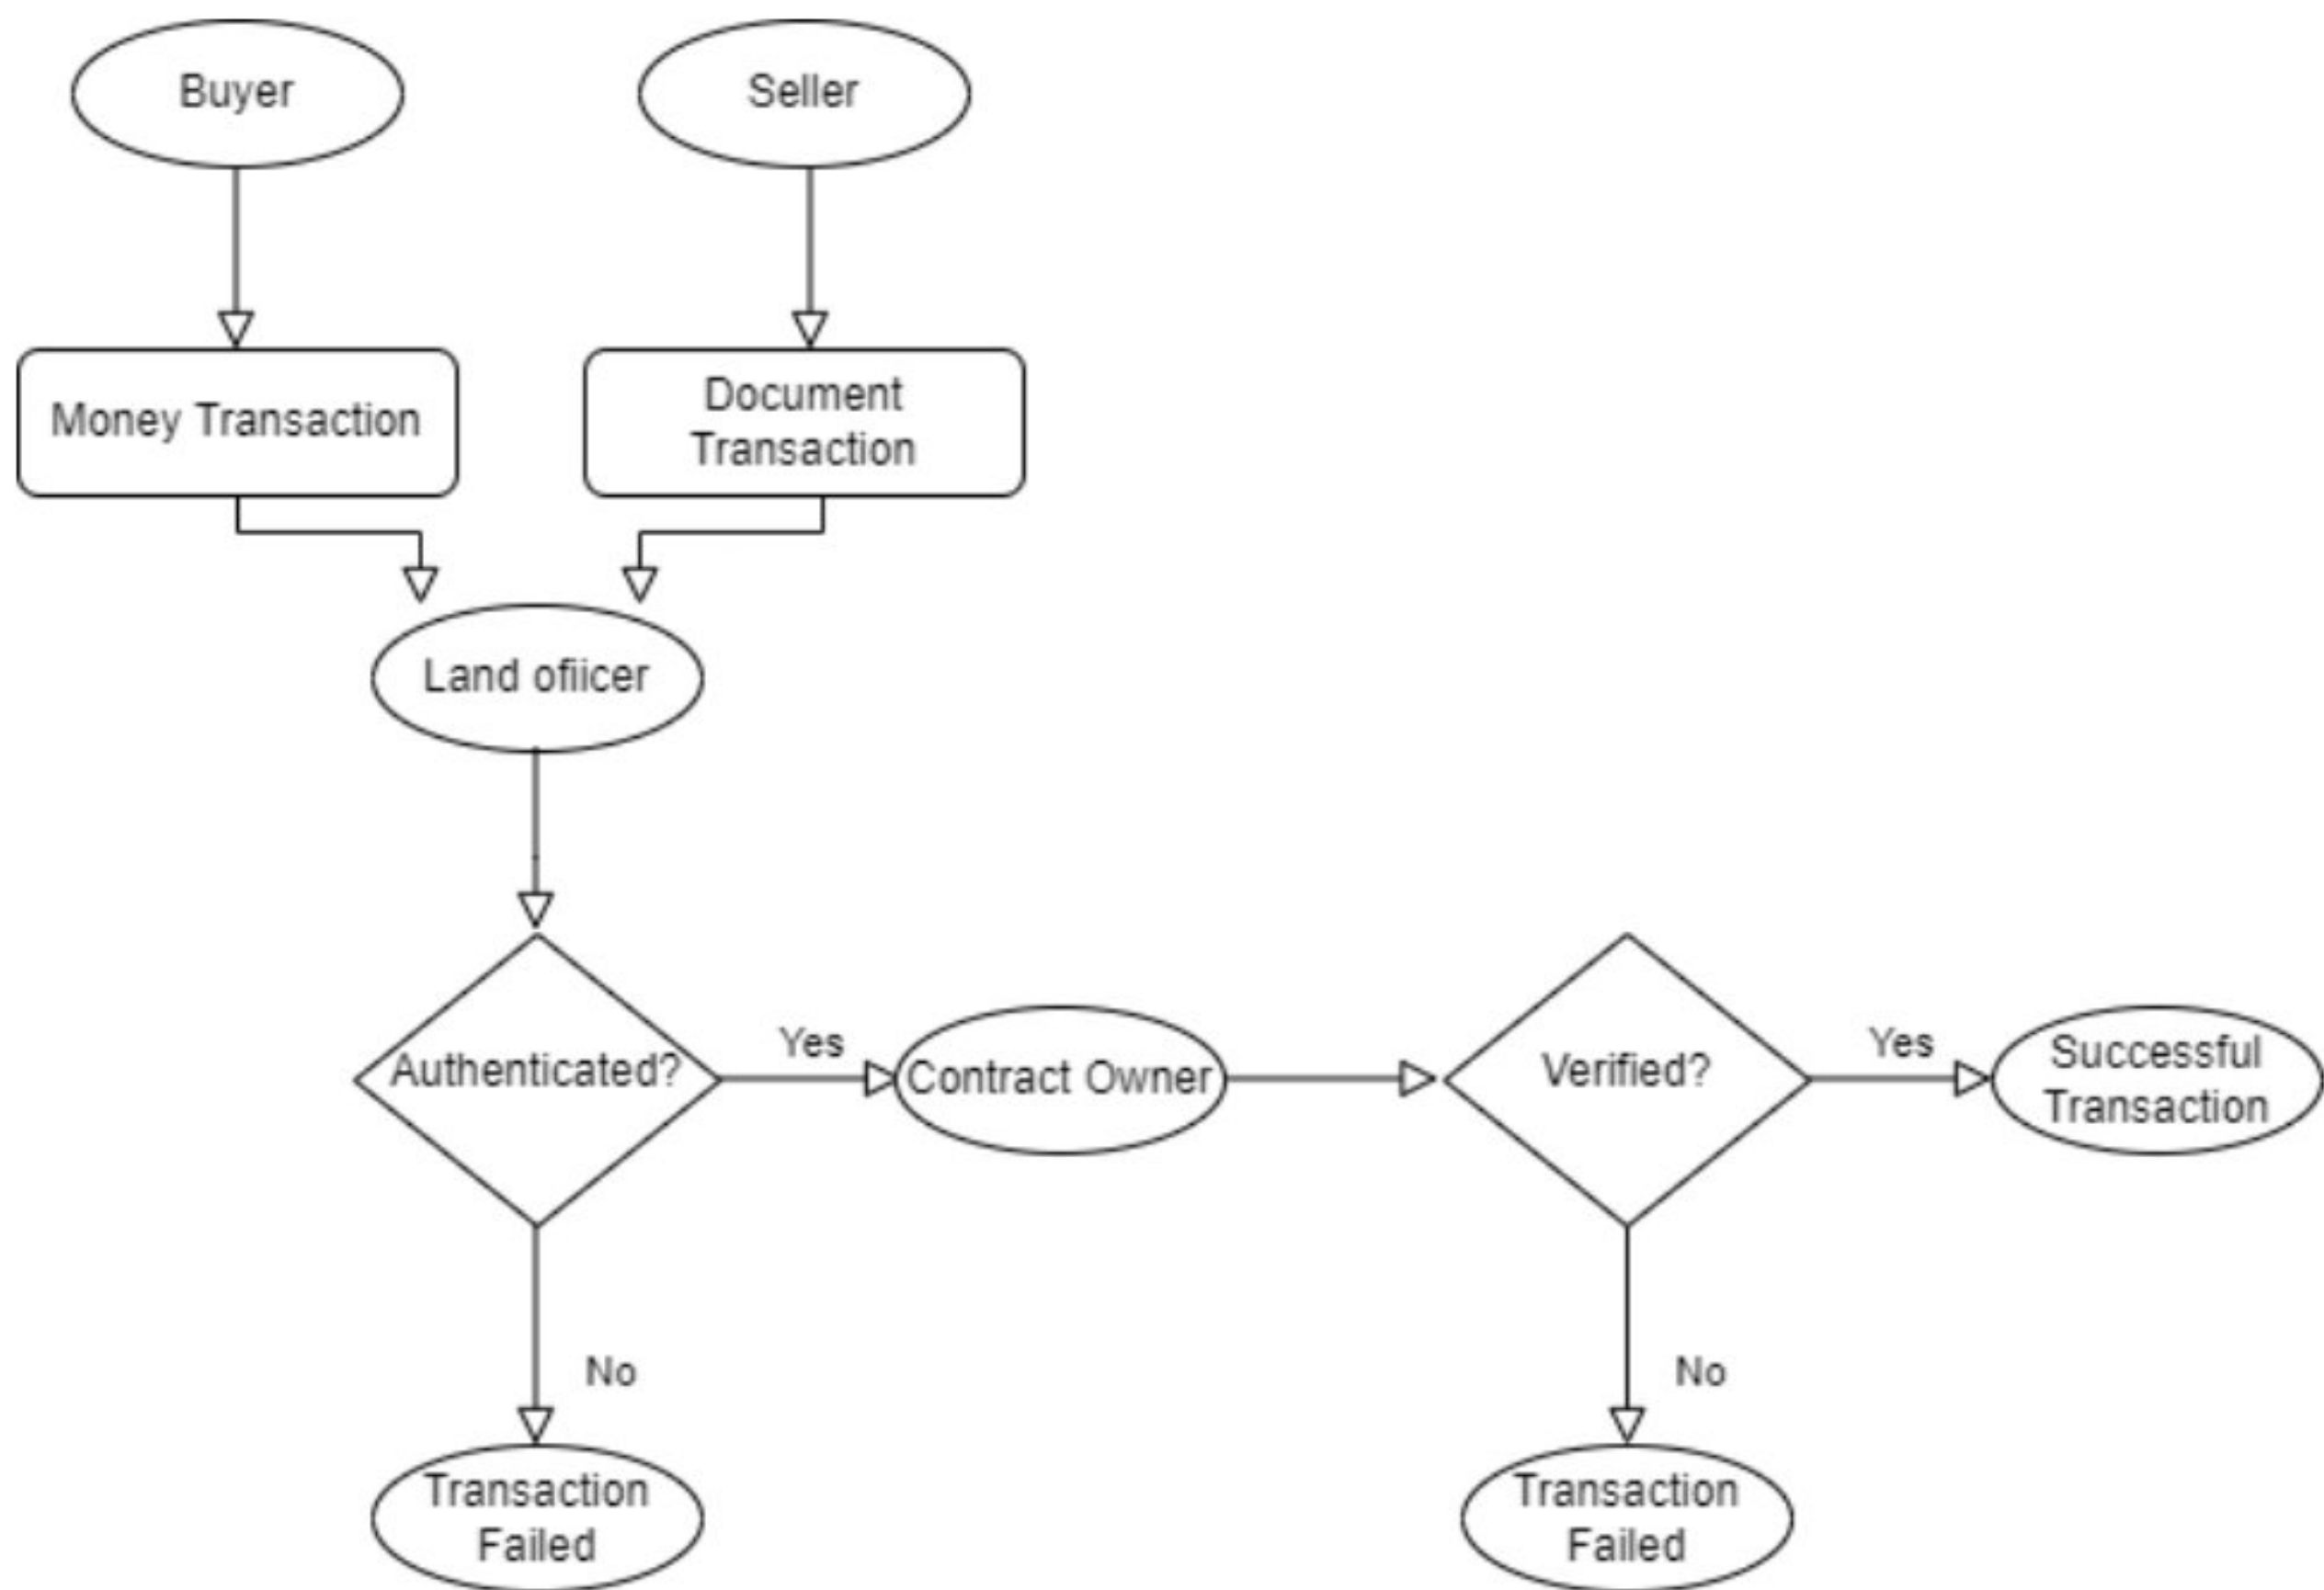 Buyer
Seller
Money Transaction
Document
Transaction
Land ofiicer
Authenticated?
Yes
Contract Owner
Verified?
Yes
Successful
Transaction
No
No
Transaction
Failed
Transaction
Failed